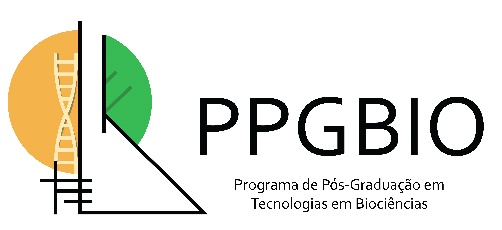 PPGBIO
Programa de Pós-Graduação em
Tecnologias em Biociências